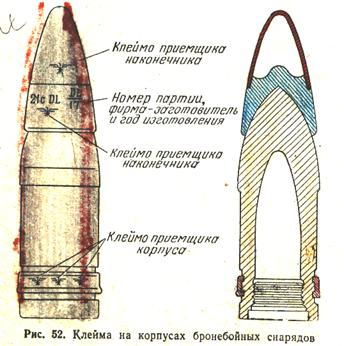 Клеймо приемщика
наконечника
21c DL
17
Номер партии,
фирма-заготовитель
и год изготовления
Клеймо приемщика
наконечника
Клеймо приемщика
корпуса
Рис. 52. Клейма на корпусах бронебойных снарядов